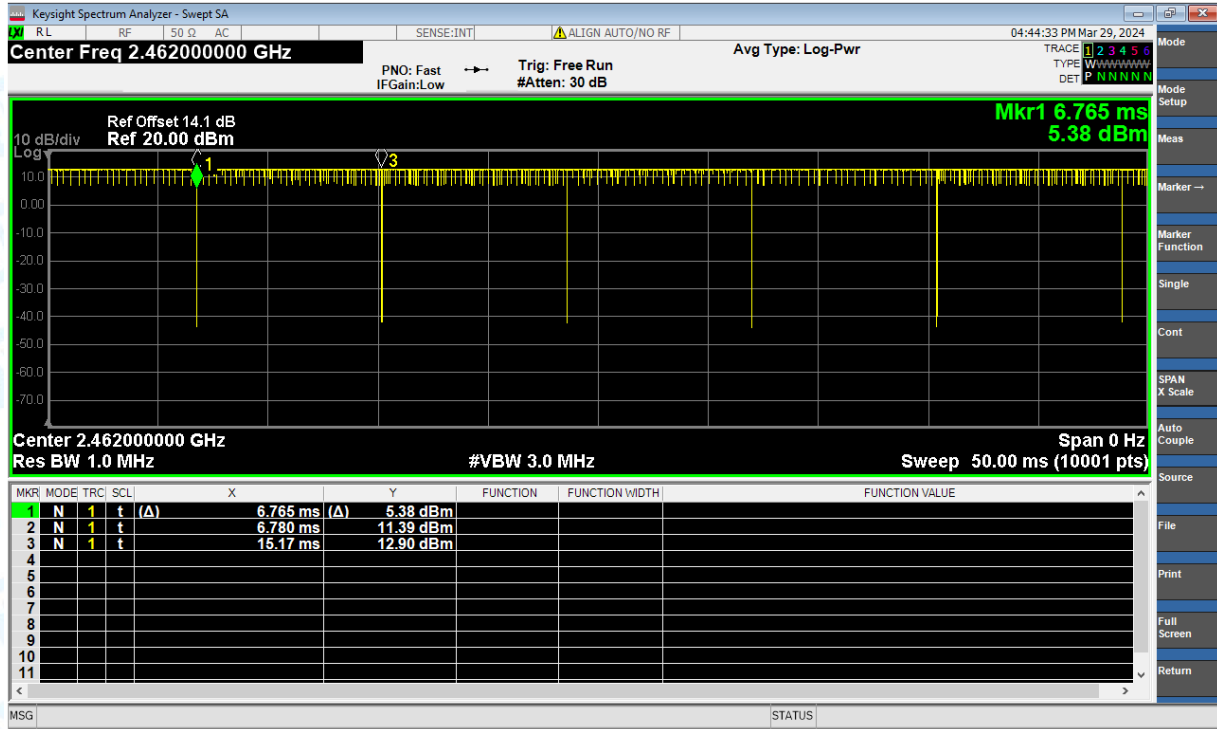 Keysight Spectrum Analyzer - Swept SA
LXI RL RF 50 Ω AC SENSE:INT ALIGN AUTO/NO RF 04:44:33 PM Mar 29, 2024
Center Freq 2.462000000 GHz
PNO: Fast
IFGain:Low
Trig: Free Run
#Atten: 30 dB
Avg Type: Log-Pwr
TRACE 1 2 3 4 5 6
TYPE WWWWWW
DET P N N N N N
Ref Offset 14.1 dB
10 dB/div Ref 20.00 dBm
Log
Mkr1 6.765 ms
5.38 dBm
1
3
10.0
0.00
-10.0
-20.0
-30.0
-40.0
-50.0
-60.0
-70.0
Center 2.462000000 GHz Span 0 Hz
Res BW 1.0 MHz #VBW 3.0 MHz Sweep 50.00 ms (10001 pts)
MKR MODE TRC SCL X Y FUNCTION FUNCTION WIDTH FUNCTION VALUE
1 N 1 t (Δ) 6.765 ms (Δ) 5.38 dBm
2 N 1 t 6.780 ms 11.39 dBm
3 N 1 t 15.17 ms 12.90 dBm
4
5
6
7
8
9
10
11
MSG STATUS
Mode
Mode
Setup
Meas
Marker →
Marker
Function
Single
Cont
SPAN
X Scale
Auto
Couple
Source
File
Print
Full
Screen
Return